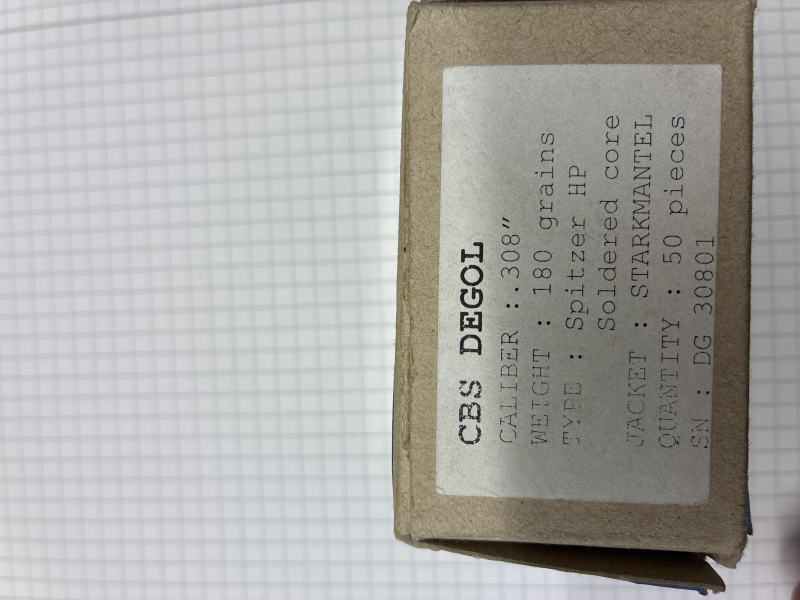 CBS DEGOL
CALIBER :.308"
WEIGHT : 180 grains
TYPE : Spitzer HP
Soldered core
JACKET : STARKMANTEL
QUANTITY : 50 pieces
SN : DG 30801